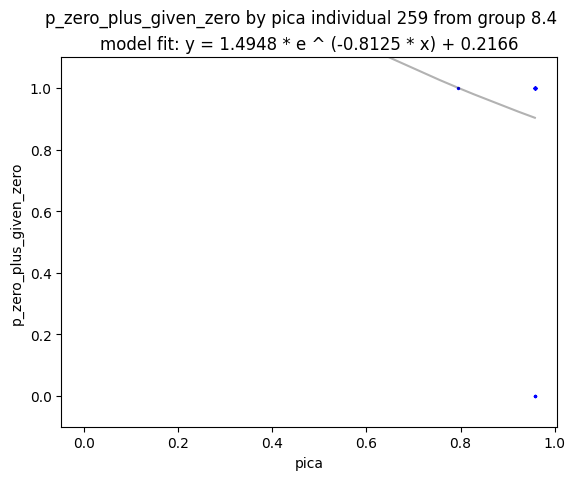 p_zero_plus_given_zero by pica individual 259 from group 8.4
model fit: y = 1.4948 * e ^ (-0.8125 * x) + 0.2166
1.0
0.8
0.6
0.4
0.2
0.0
p_zero_plus_given_zero
0.0 0.2 0.4 0.6 0.8 1.0
pica